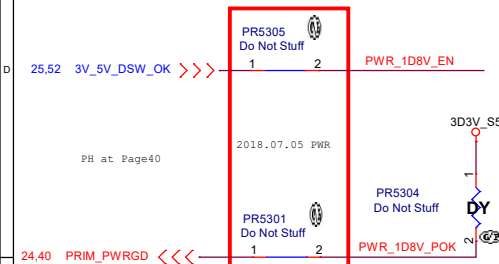 PR5305
Do Not Stuff
D 25,52 3V_5V_DSW_OK 1 2 PWR_1D8V_EN
3D3V_S5
PH at Page40 2018.07.05 PWR
1
PR5304
Do Not Stuff
DY
PR5301
Do Not Stuff
2
24,40 PRIM_PWRGD 1 2 PWR_1D8V_POK